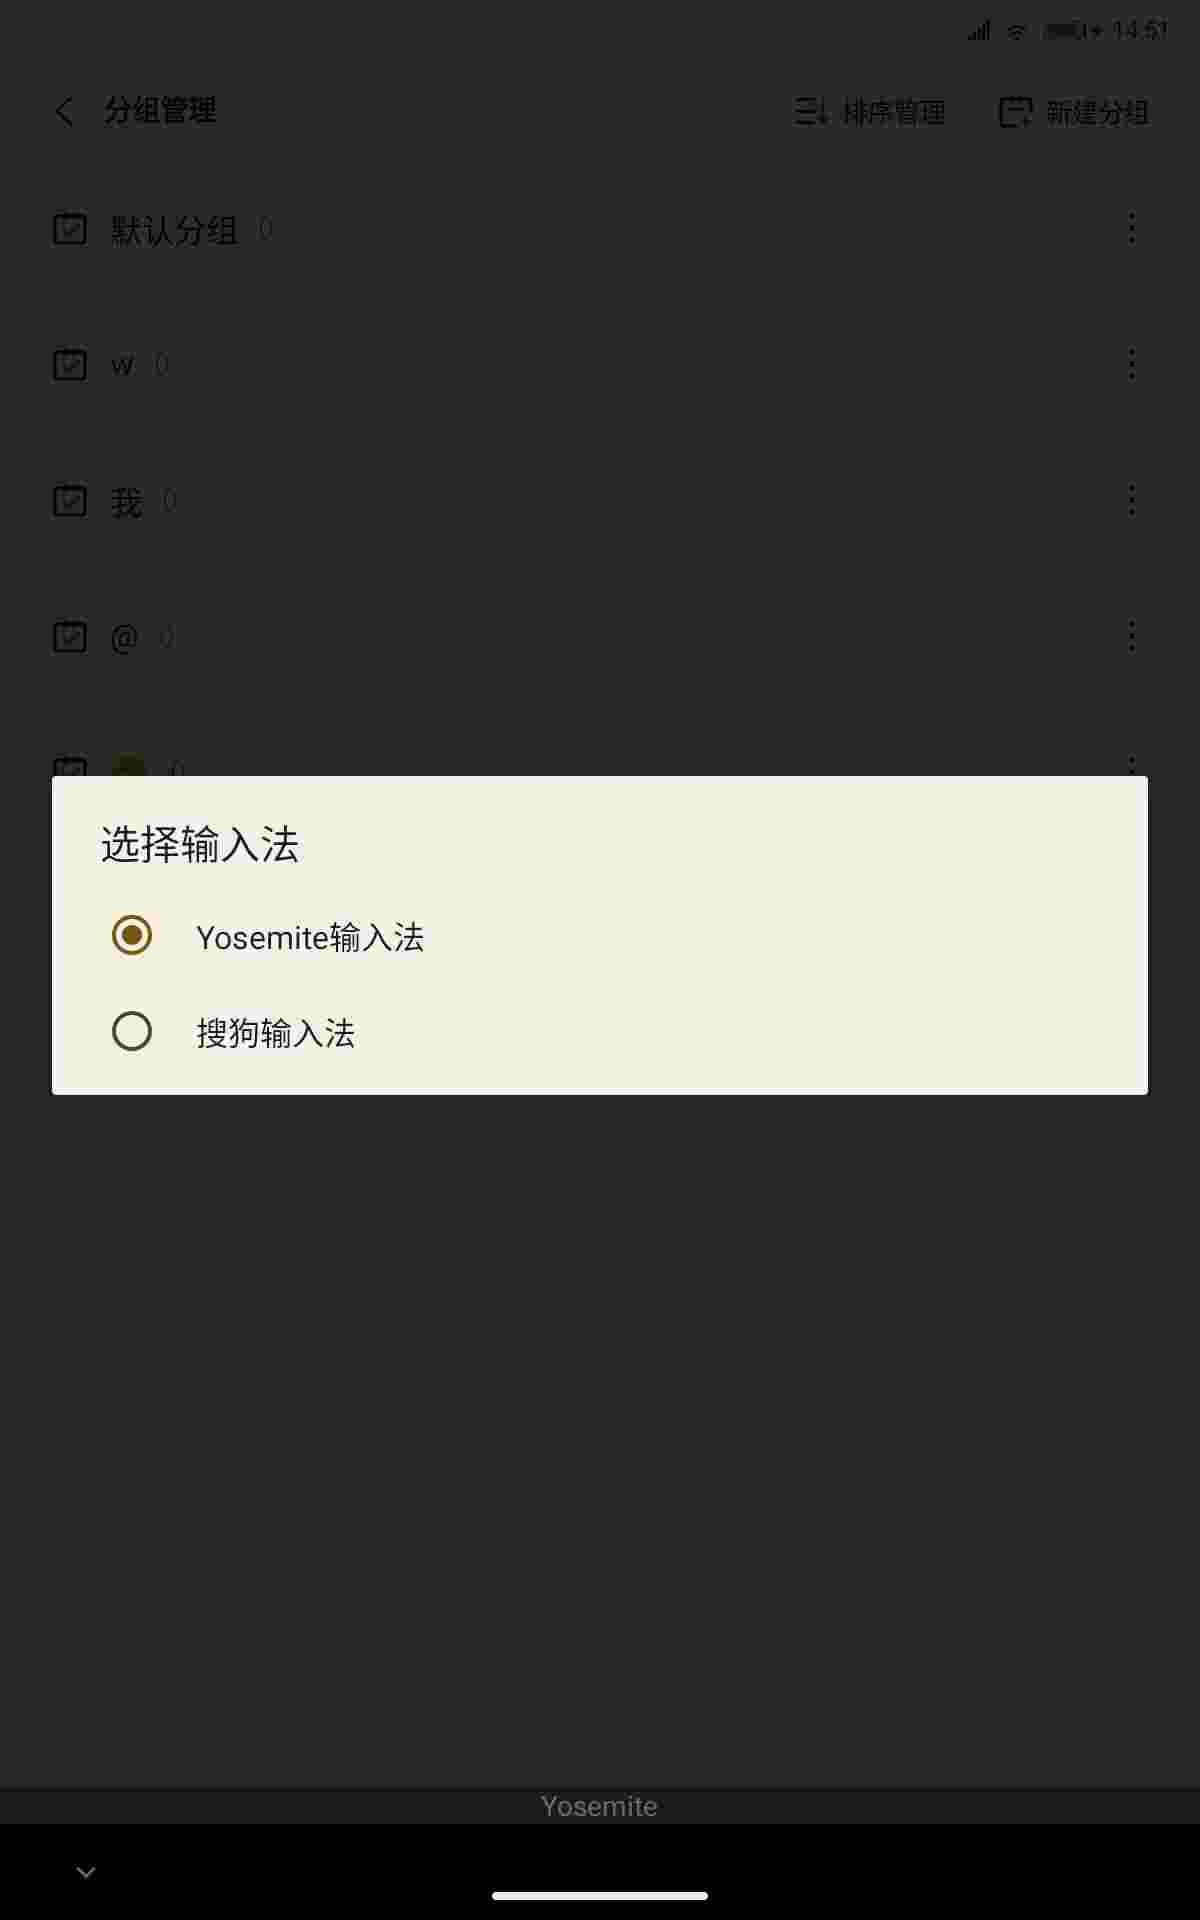 14:51
分组管理
排序管理
新建分组
默认分组 0
w 0
我 0
@ 0
0
选择输入法
Yosemite输入法
搜狗输入法
Yosemite